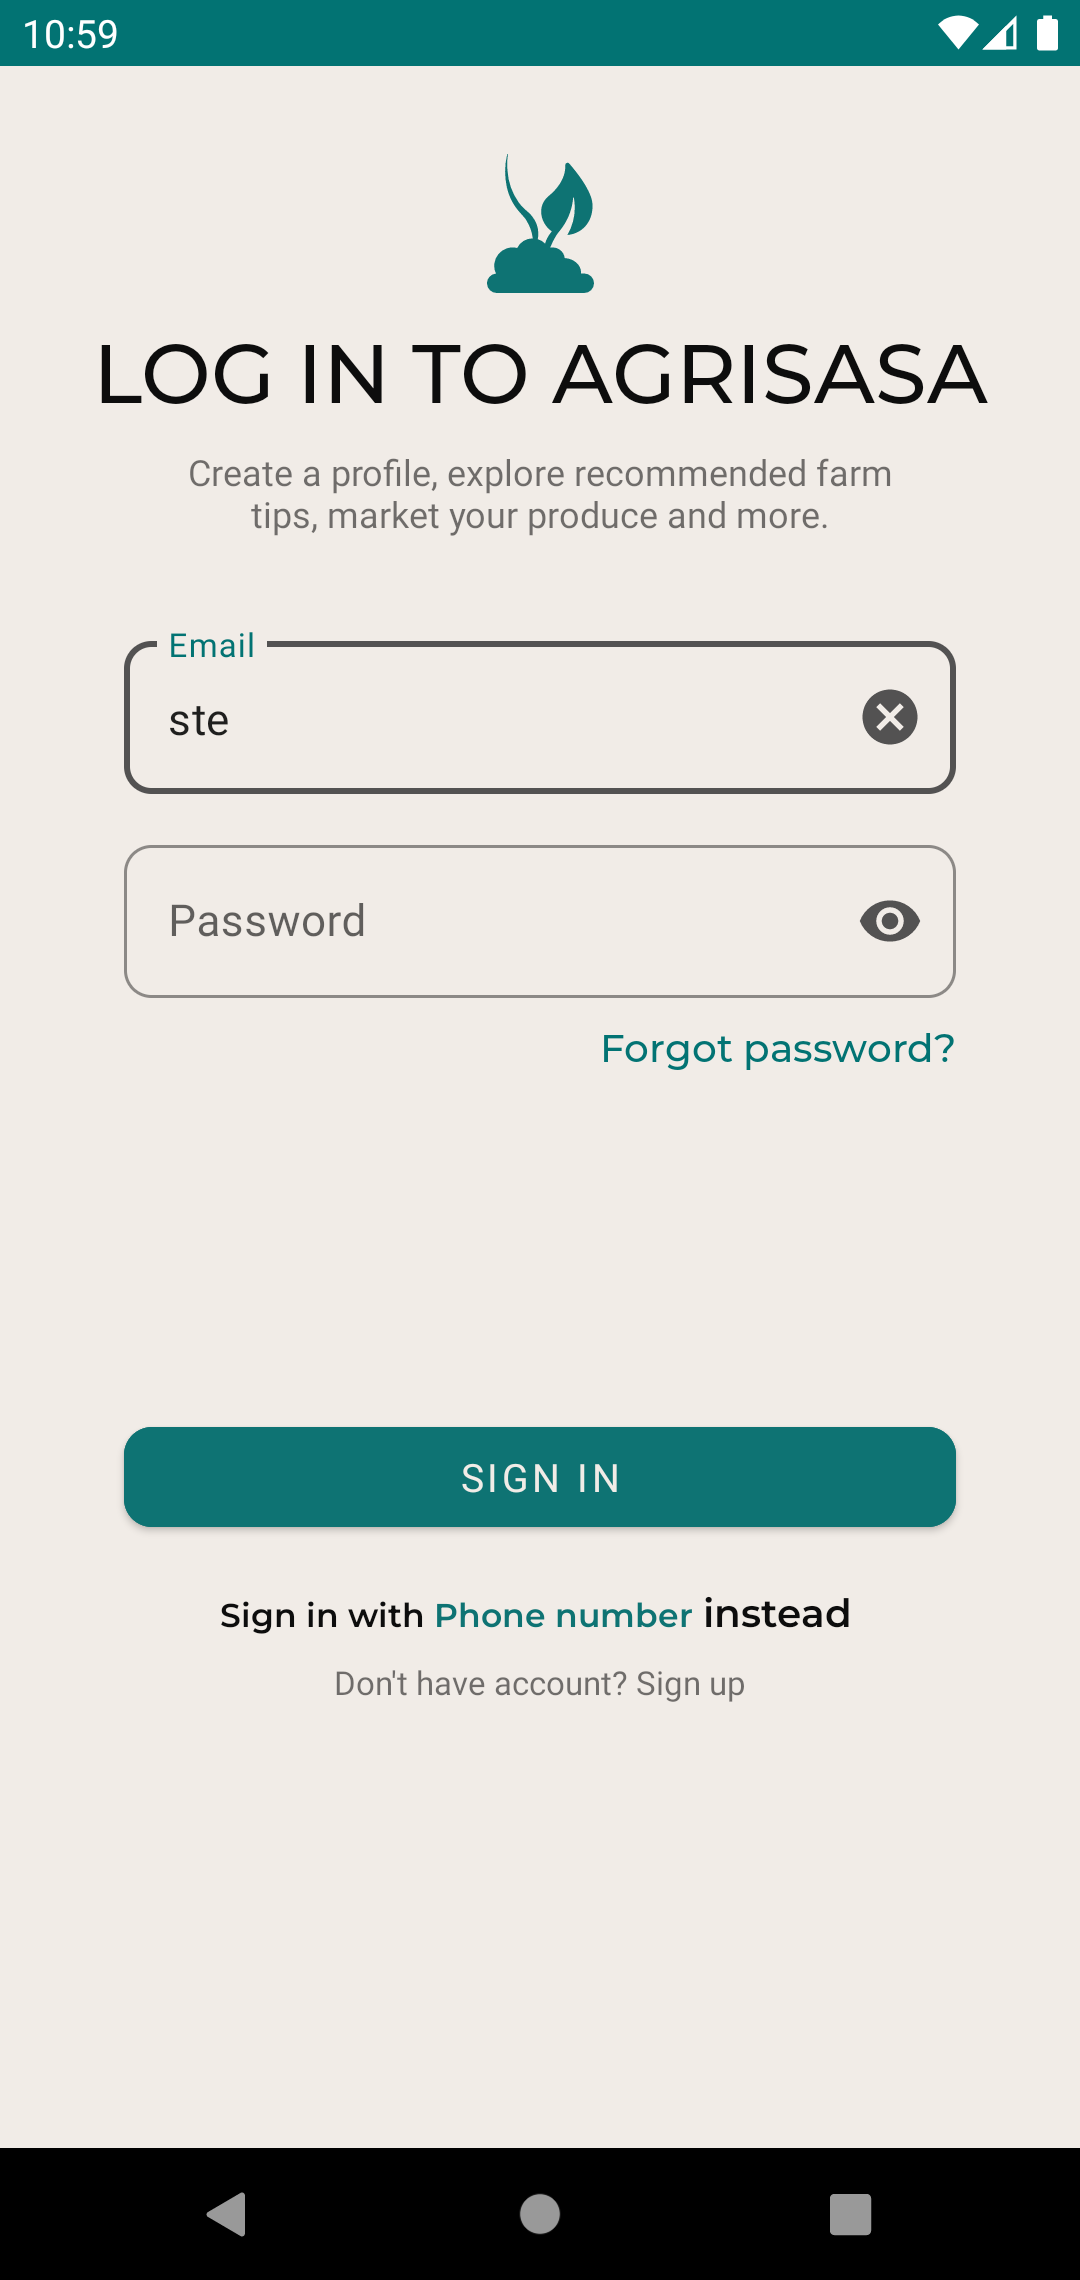 10:59
LOG IN TO AGRISASA
Create a profile, explore recommended farm
tips, market your produce and more.
Email
ste
Password
Forgot password?
SIGN IN
Sign in with Phone number instead
Don't have account? Sign up